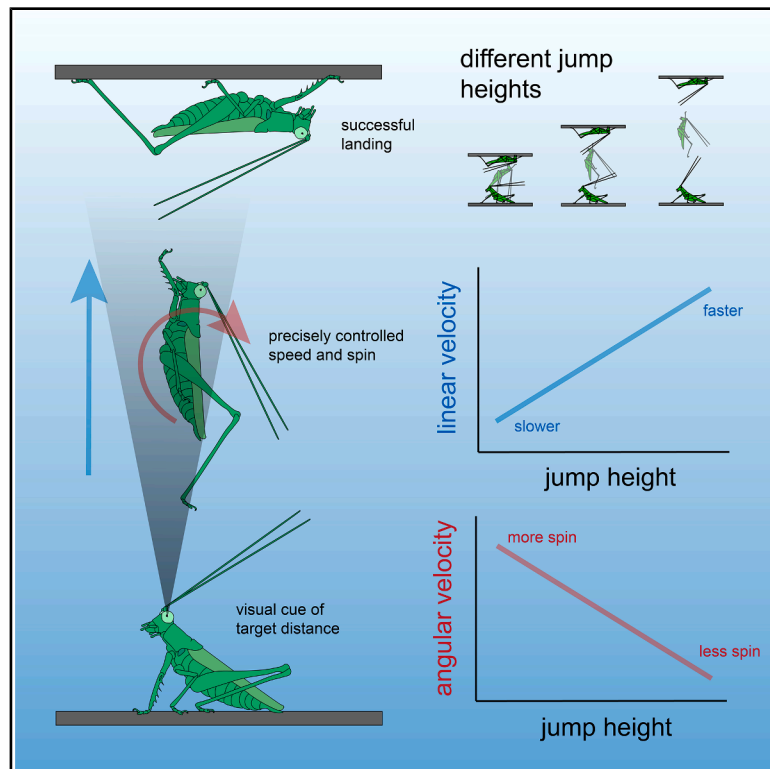 different jump
heights
successful
landing
precisely controlled
speed and spin
visual cue of
target distance
linear velocity
faster
slower
jump height
angular velocity
more spin
less spin
jump height